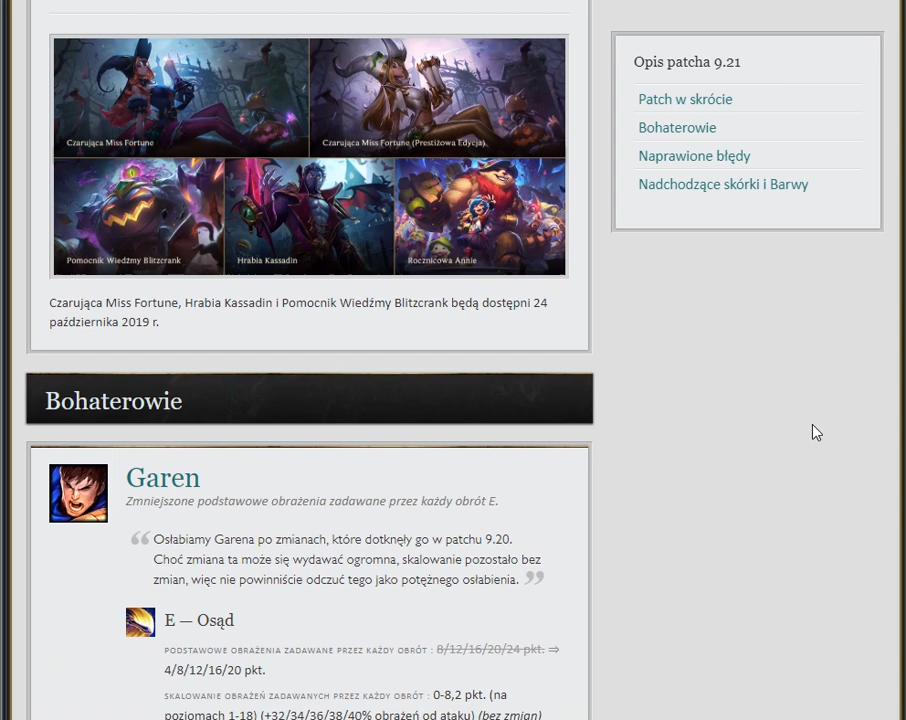 Czarująca Miss Fortune
Czarująca Miss Fortune (Prestiżowa Edycja)
Pomocnik Wiedźmy Blitzcrank
Hrabia Kassadin
Rocznicowa Annie
Czarująca Miss Fortune, Hrabia Kassadin i Pomocnik Wiedźmy Blitzcrank będą dostępni 24
października 2019 r.
Bohaterowie
Garen
Zmniejszone podstawowe obrażenia zadawane przez każdy obrót E.
“ Osłabiamy Garena po zmianach, które dotknęły go w patchu 9.20.
Choć zmiana ta może się wydawać ogromna, skalowanie pozostało bez
zmian, więc nie powinniście odczuć tego jako potężnego osłabienia. ”
E — Osąd
PODSTAWOWE OBRAŻENIA ZADAWANE PRZEZ KAŻDY OBRÓT : 8/12/16/20/24 pkt. ⇒
4/8/12/16/20 pkt.
SKALOWANIE OBRAŻEŃ ZADAWANYCH PRZEZ KAŻDY OBRÓT : 0-8,2 pkt. (na
poziomach 1-18) (+32/34/36/38/40% obrażeń od ataku) (bez zmian)
Opis patcha 9.21
Patch w skrócie
Bohaterowie
Naprawione błędy
Nadchodzące skórki i Barwy